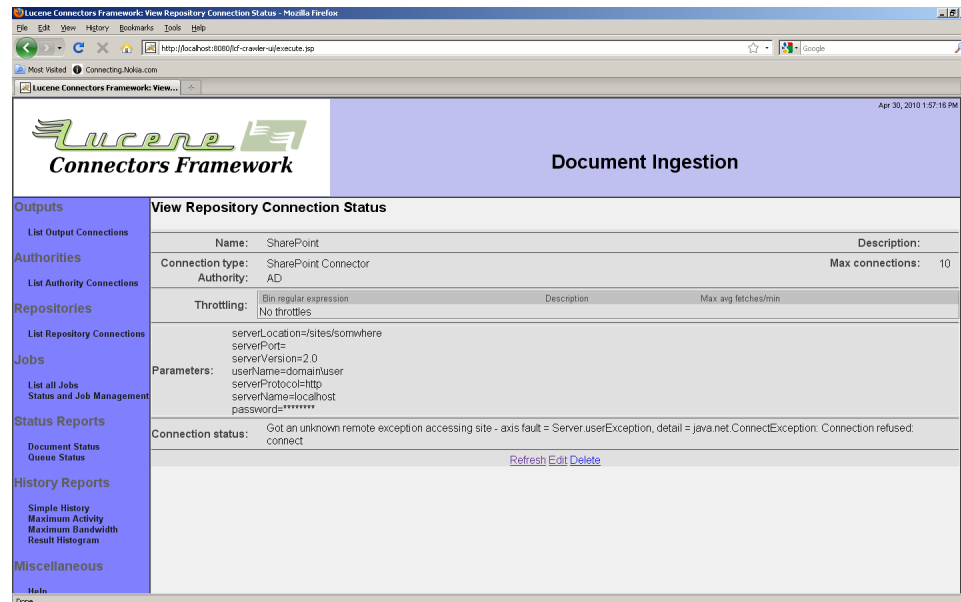 Lucene Connectors Framework: View Repository Connection Status - Mozilla Firefox
File Edit View History Bookmarks Tools Help
http://localhost:8080/lcf-crawler-ui/execute.jsp
Google
Most Visited Connecting.Nokia.com
Lucene Connectors Framework: View...
Apr 30, 2010 1:57:16 PM
Lucene
Connectors Framework
Document Ingestion
Outputs
List Output Connections
Authorities
List Authority Connections
Repositories
List Repository Connections
Jobs
List all Jobs
Status and Job Management
Status Reports
Document Status
Queue Status
History Reports
Simple History
Maximum Activity
Maximum Bandwidth
Result Histogram
Miscellaneous
Help
View Repository Connection Status
Name: SharePoint Description:
Connection type: SharePoint Connector Max connections: 10
Authority: AD
Throttling:
Bin regular expression Description Max avg fetches/min
No throttles
Parameters:
serverLocation=/sites/somwhere
serverPort=
serverVersion=2.0
userName=domain\user
serverProtocol=http
serverName=localhost
password=********
Connection status: Got an unknown remote exception accessing site - axis fault = Server.userException, detail = java.net.ConnectException: Connection refused:
connect
Refresh Edit Delete
Done